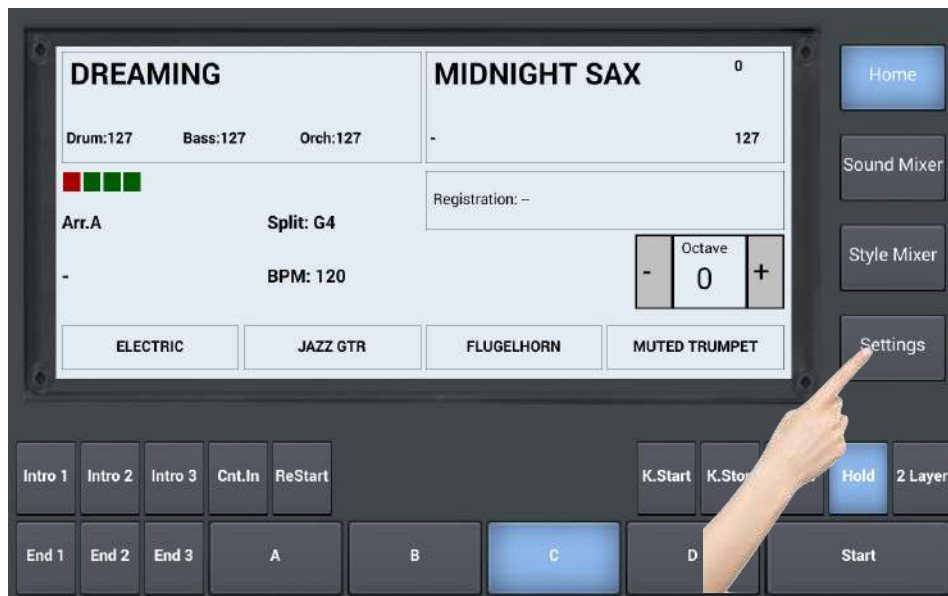 DREAMING
Drum:127 Bass:127 Orch:127
MIDNIGHT SAX 0
- 127
Arr.A Split: G4
- BPM: 120
Registration: --
Octave
- 0 +
ELECTRIC JAZZ GTR FLUGELHORN MUTED TRUMPET
Home
Sound Mixer
Style Mixer
Settings
Intro 1 Intro 2 Intro 3 Cnt.In ReStart K.Start Hold 2 Layer
End 1 End 2 End 3 A B C D Start